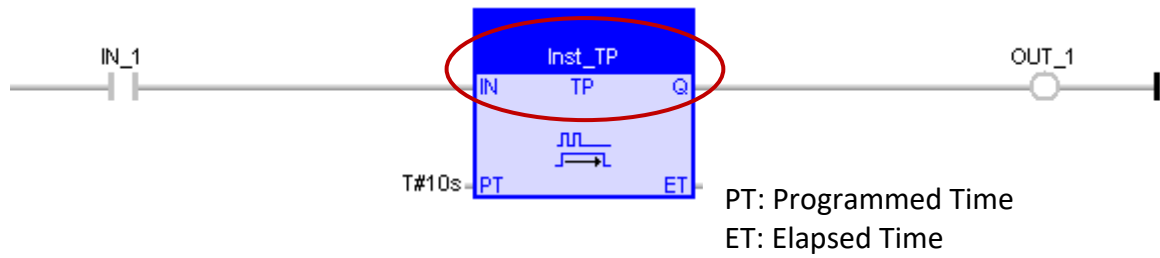 IN_1
Inst_TP
OUT_1
IN TP Q
T#10s PT ET
PT: Programmed Time
ET: Elapsed Time